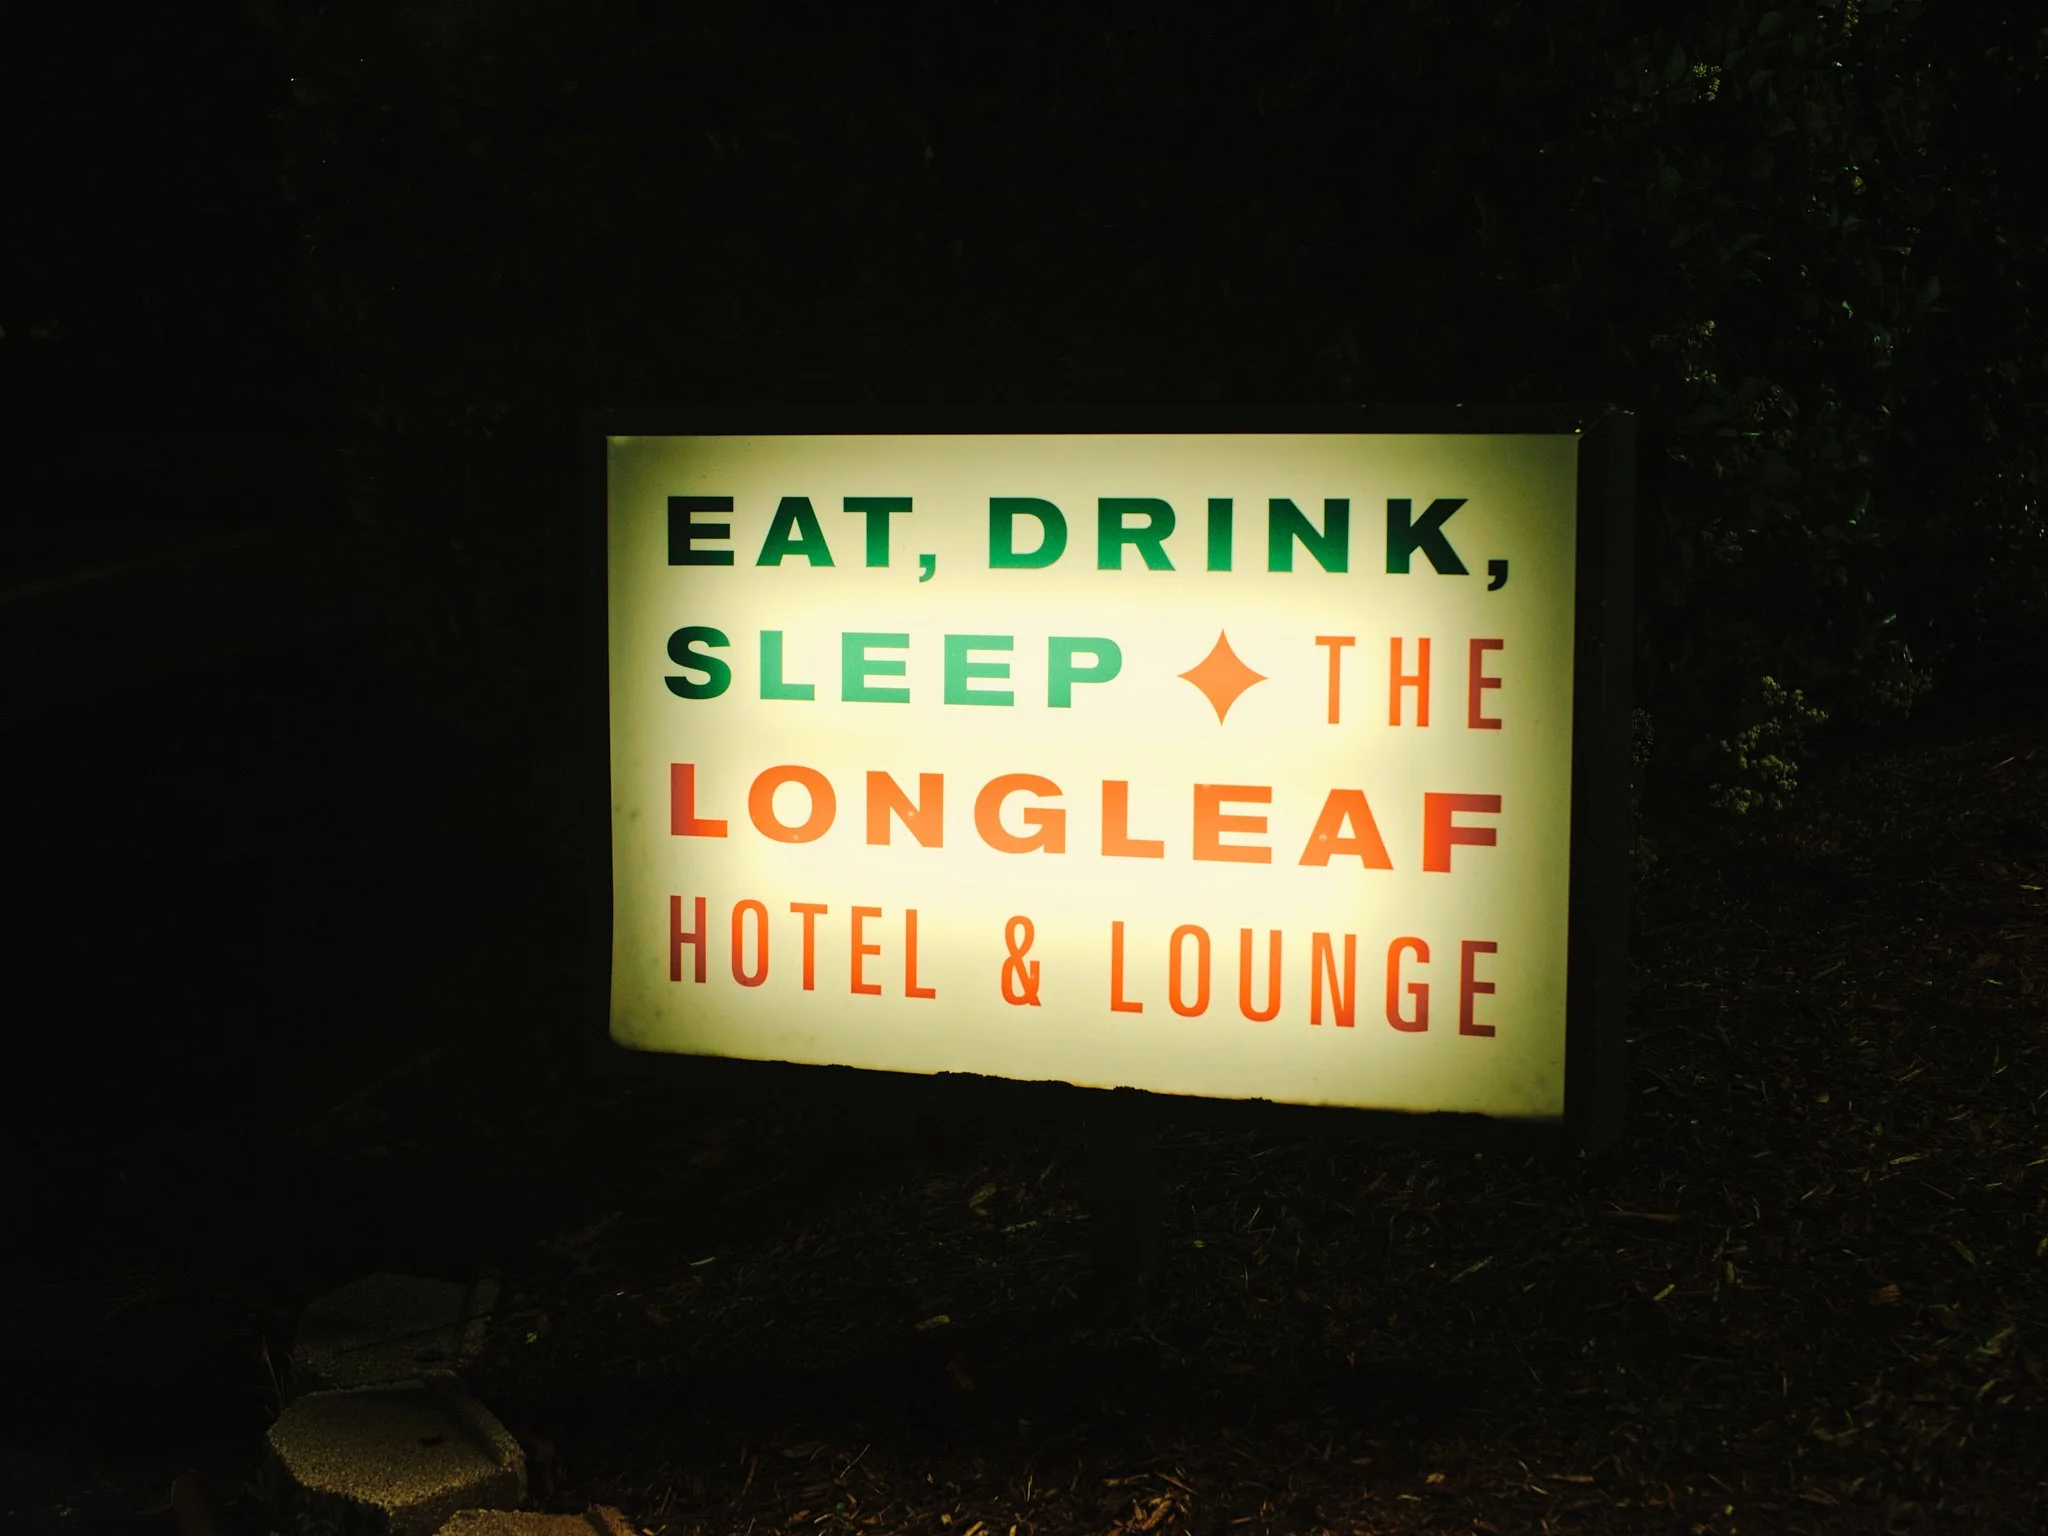 EAT, DRINK,
SLEEP ✦ THE
LONGLEAF
HOTEL & LOUNGE